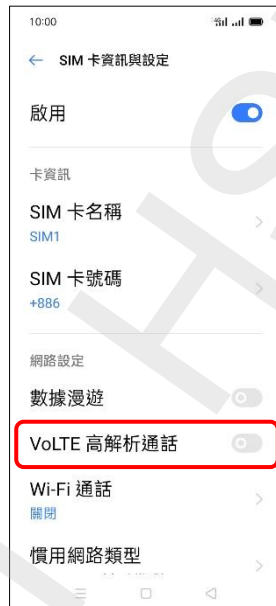 10:00
SIM 卡資訊與設定
啟用
卡資訊
SIM 卡名稱
SIM1
SIM 卡號碼
+886
網路設定
數據漫遊
VoLTE 高解析通話
Wi-Fi 通話
關閉
慣用網路類型